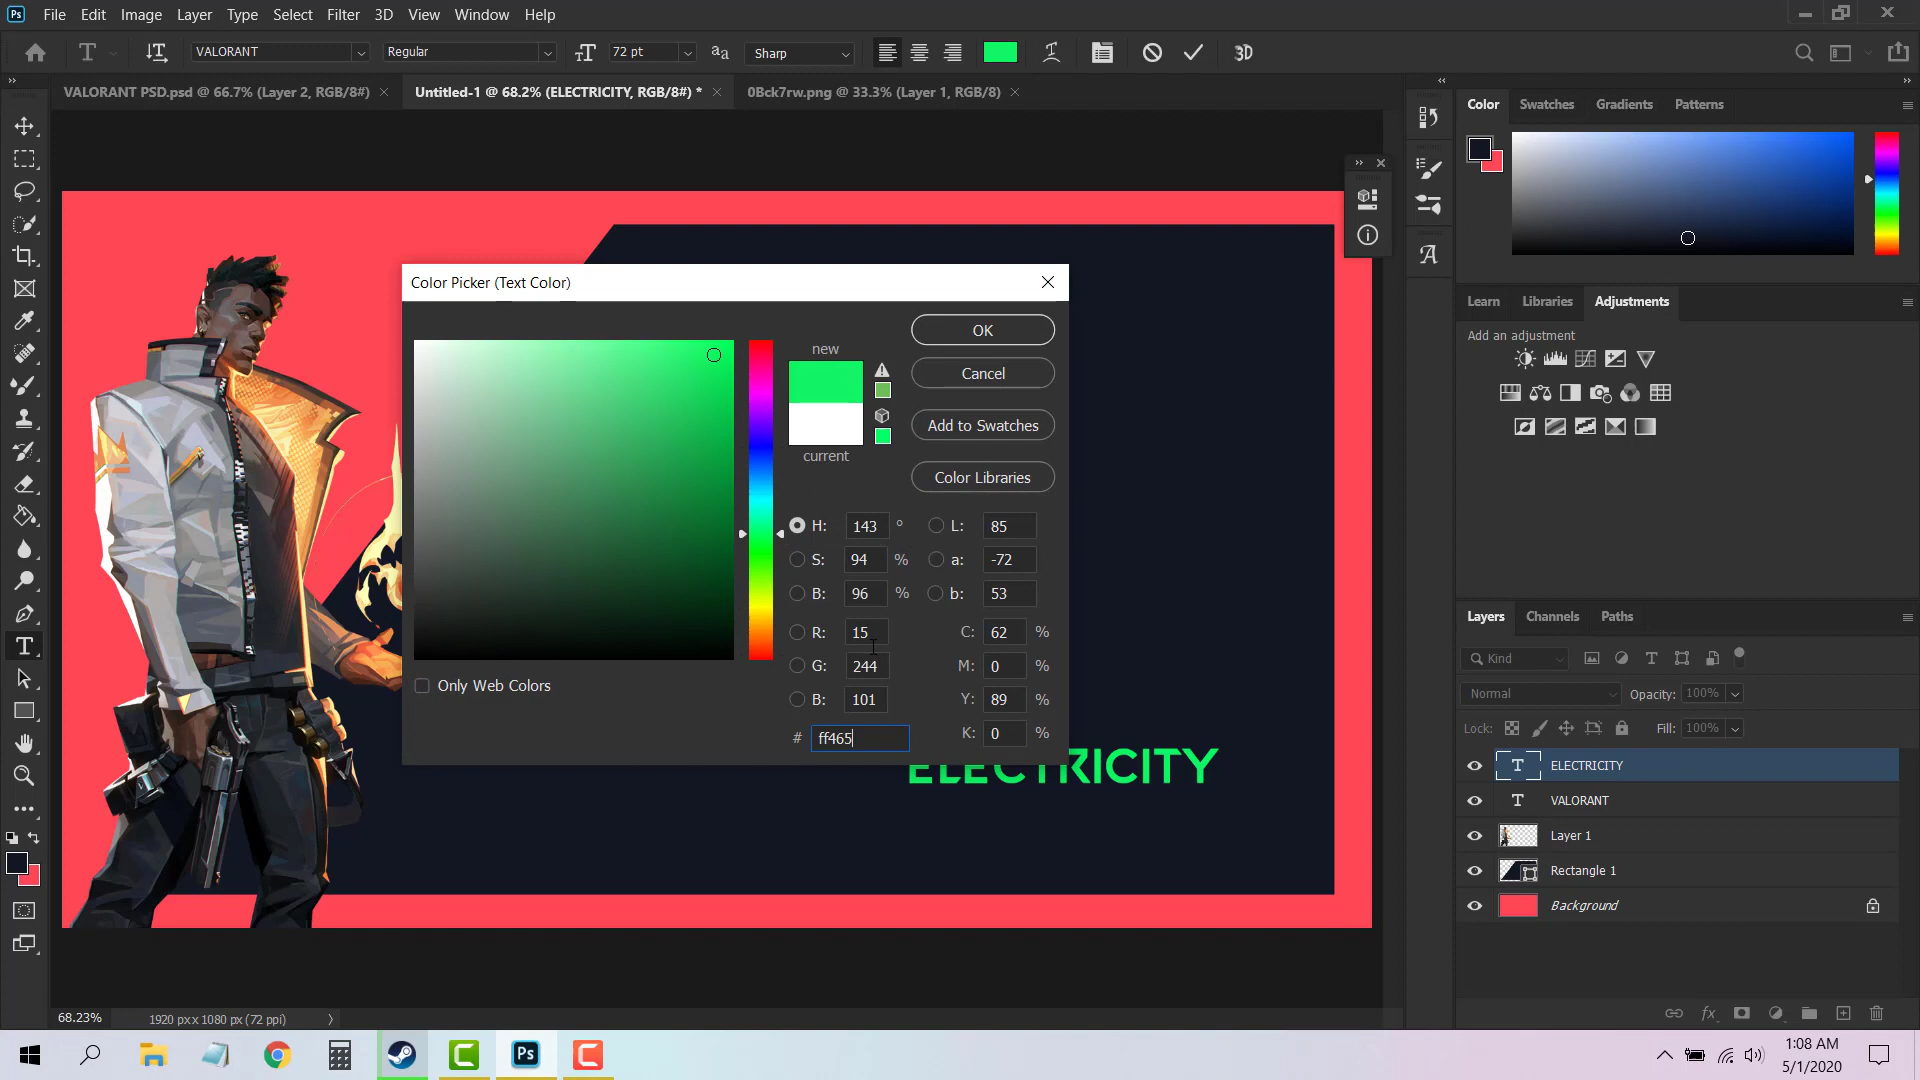 Ps File Edit Image Layer Type Select Filter 3D View Window Help
T VALORANT Regular 72 pt aa Sharp 3D
VALORANT PSD.psd @ 66.7% (Layer 2, RGB/8#) × Untitled-1 @ 68.2% (ELECTRICITY, RGB/8#) * × 0Bck7rw.png @ 33.3% (Layer 1, RGB/8) ×
Color Swatches Gradients Patterns
Learn Libraries Adjustments
Add an adjustment
Color Picker (Text Color)
new
current
OK
Cancel
Add to Swatches
Color Libraries
H: 143 ° L: 85
S: 94 % a: -72
B: 96 % b: 53
R: 15 C: 62 %
G: 244 M: 0 %
B: 101 Y: 89 %
# ff465 K: 0 %
Only Web Colors
ELECTRICITY
Layers Channels Paths
Kind
Normal Opacity: 100%
Lock: Fill: 100%
T ELECTRICITY
T VALORANT
Layer 1
Rectangle 1
Background
68.23% 1920 px x 1080 px (72 ppi)
Ps
1:08 AM
5/1/2020